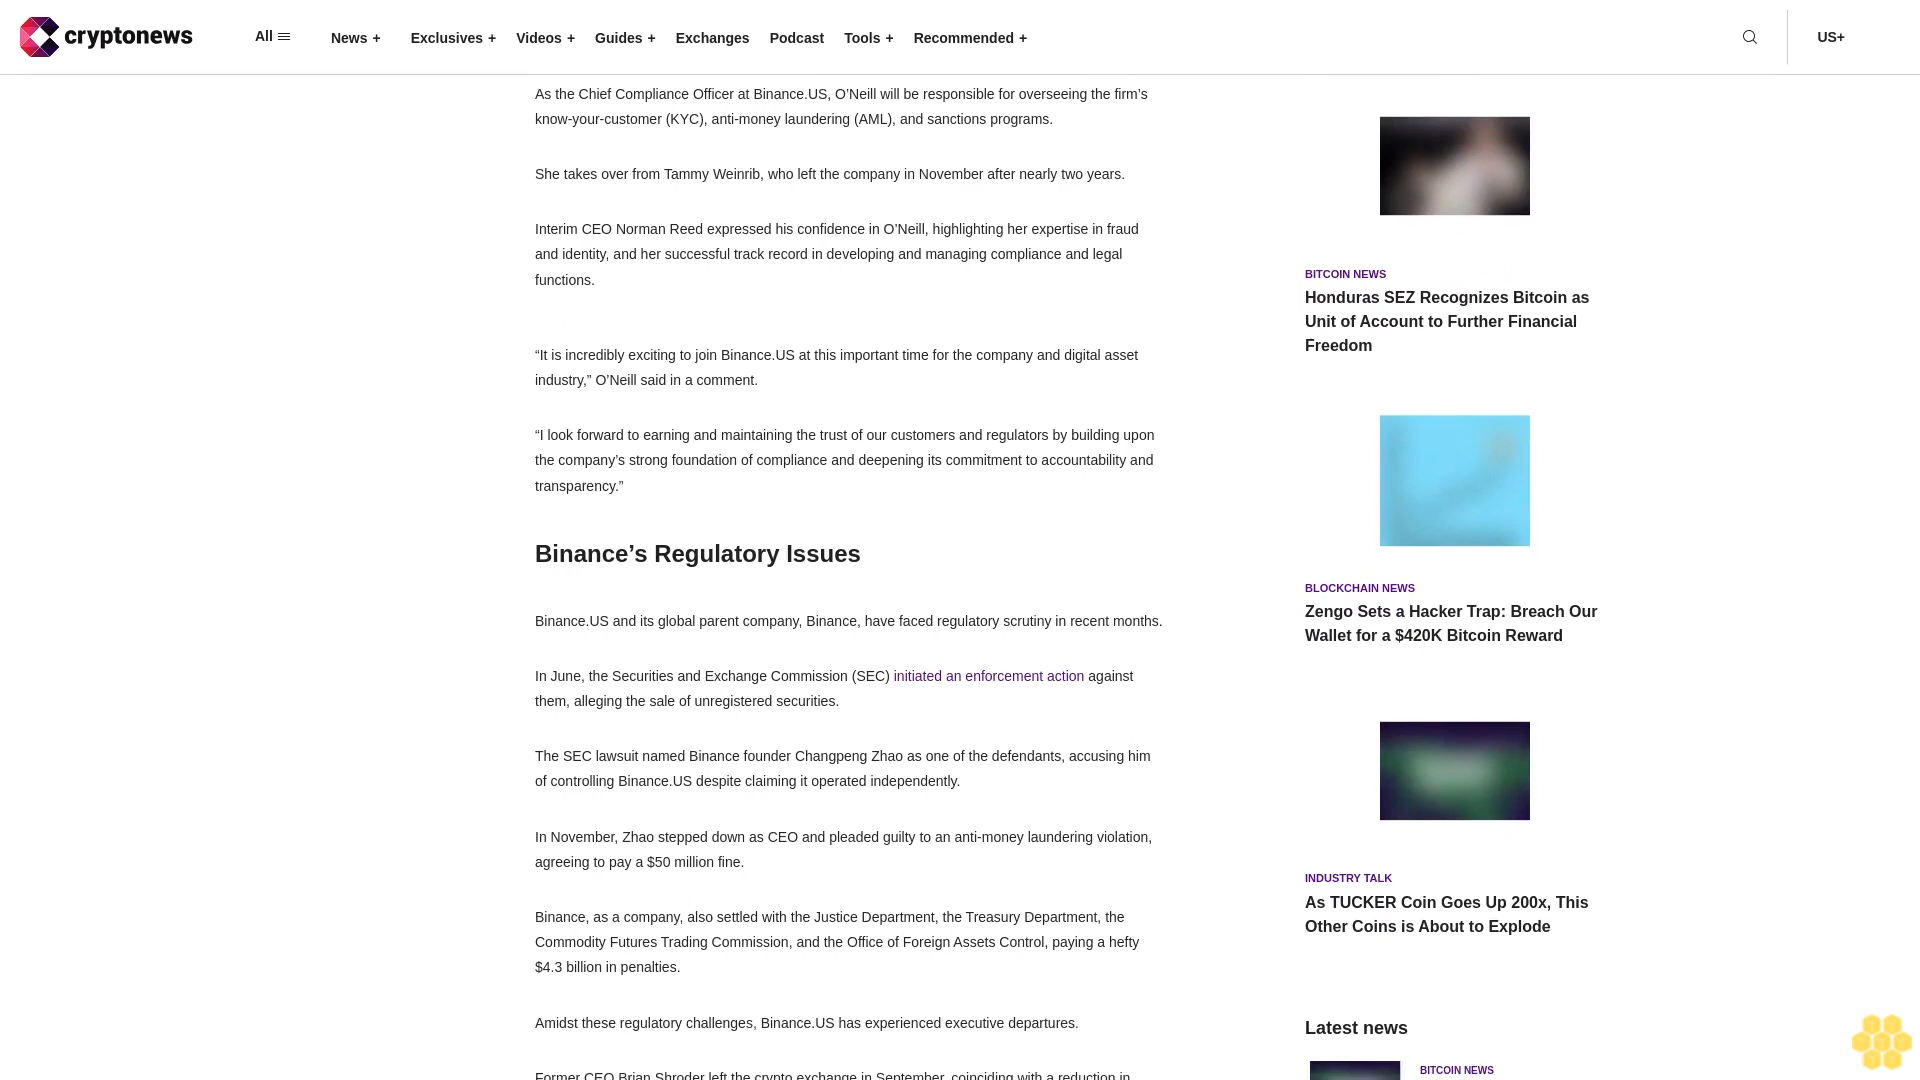 cryptonews
All
News +
Exclusives +
Videos +
Guides +
Exchanges
Podcast
Tools +
Recommended +
US+
As the Chief Compliance Officer at Binance.US, O’Neill will be responsible for overseeing the firm’s
know-your-customer (KYC), anti-money laundering (AML), and sanctions programs.
She takes over from Tammy Weinrib, who left the company in November after nearly two years.
Interim CEO Norman Reed expressed his confidence in O’Neill, highlighting her expertise in fraud
and identity, and her successful track record in developing and managing compliance and legal
functions.
“It is incredibly exciting to join Binance.US at this important time for the company and digital asset
industry,” O’Neill said in a comment.
“I look forward to earning and maintaining the trust of our customers and regulators by building upon
the company’s strong foundation of compliance and deepening its commitment to accountability and
transparency.”
Binance’s Regulatory Issues
Binance.US and its global parent company, Binance, have faced regulatory scrutiny in recent months.
In June, the Securities and Exchange Commission (SEC) initiated an enforcement action against
them, alleging the sale of unregistered securities.
The SEC lawsuit named Binance founder Changpeng Zhao as one of the defendants, accusing him
of controlling Binance.US despite claiming it operated independently.
In November, Zhao stepped down as CEO and pleaded guilty to an anti-money laundering violation,
agreeing to pay a $50 million fine.
Binance, as a company, also settled with the Justice Department, the Treasury Department, the
Commodity Futures Trading Commission, and the Office of Foreign Assets Control, paying a hefty
$4.3 billion in penalties.
Amidst these regulatory challenges, Binance.US has experienced executive departures.
Former CEO Brian Shroder left the crypto exchange in September, coinciding with a reduction in
BITCOIN NEWS
Honduras SEZ Recognizes Bitcoin as
Unit of Account to Further Financial
Freedom
BLOCKCHAIN NEWS
Zengo Sets a Hacker Trap: Breach Our
Wallet for a $420K Bitcoin Reward
INDUSTRY TALK
As TUCKER Coin Goes Up 200x, This
Other Coins is About to Explode
Latest news
BITCOIN NEWS